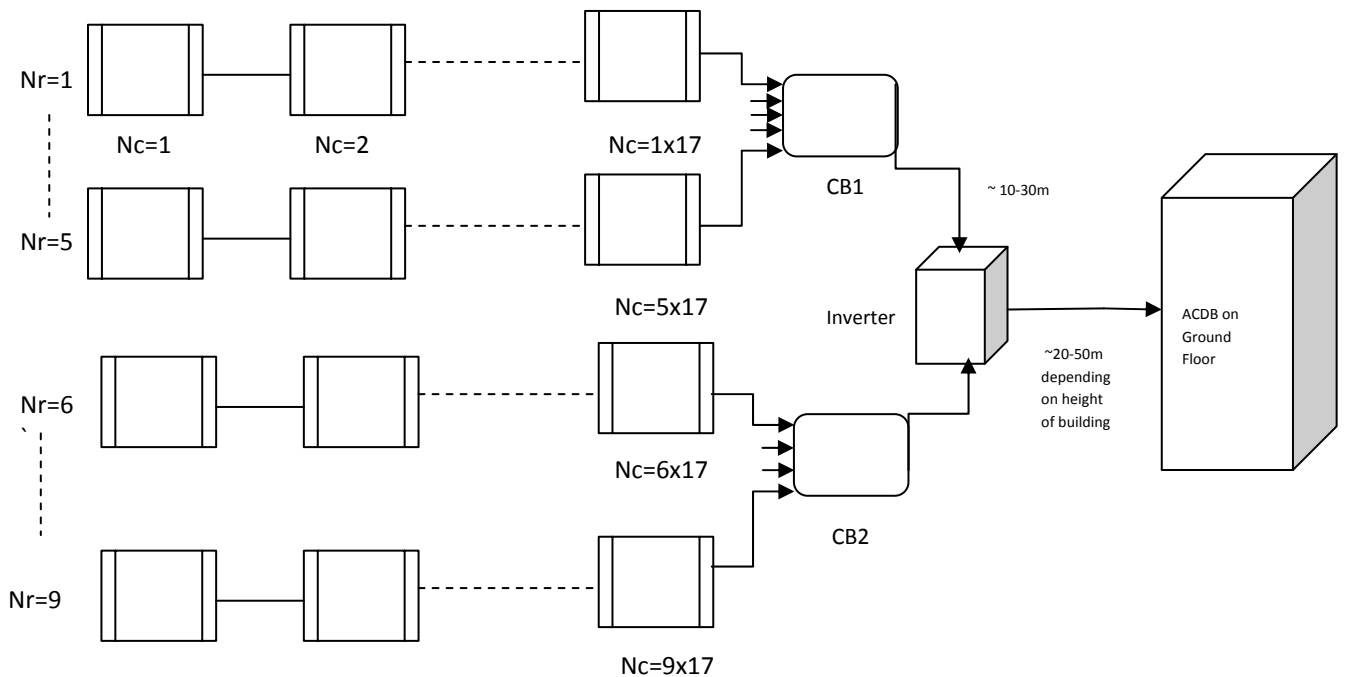 Nr=1
Nc=1
Nc=2
Nc=1x17
CB1
~ 10-30m
Nr=5
Nc=5x17
Inverter
ACDB on
Ground
Floor
~20-50m
depending
on height
of building
Nr=6
`
Nc=6x17
CB2
Nr=9
Nc=9x17